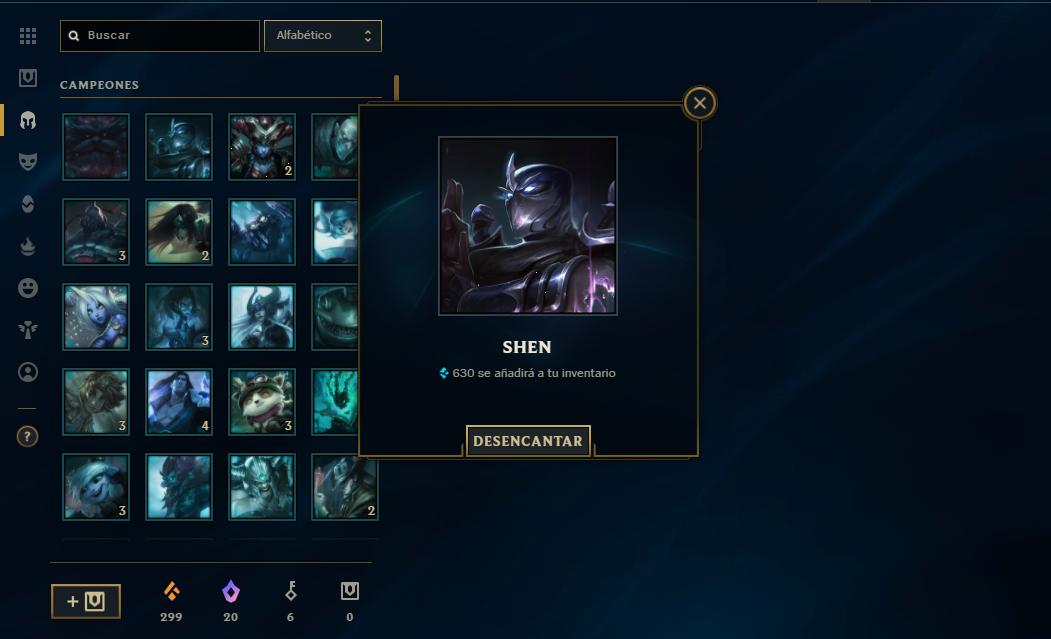 Buscar
Alfabético
CAMPEONES
2
3
2
SHEN
630 se añadirá a tu inventario
3
3
4
3
DESENCANTAR
3
2
+
299
20
6
0
?